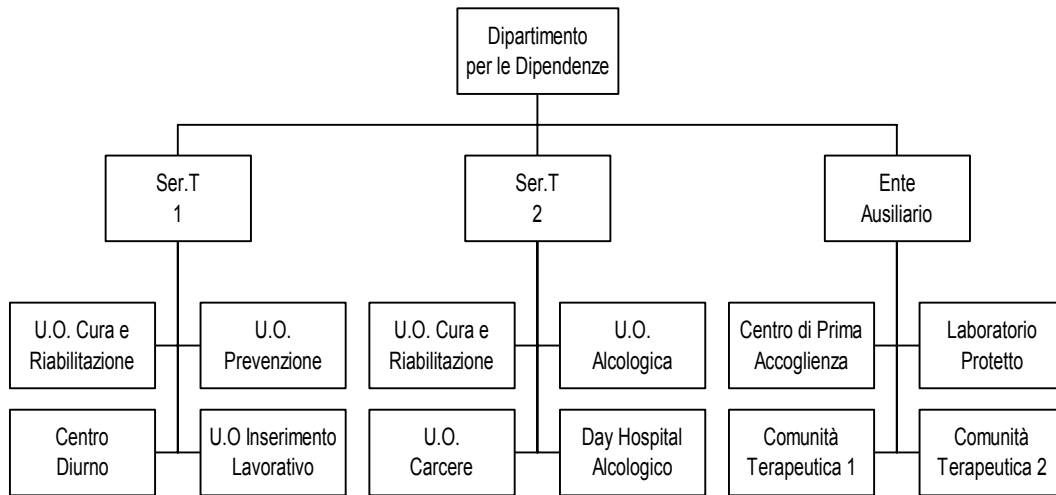 Dipartimento
per le Dipendenze
Ser.T
1
Ser.T
2
Ente
Ausiliario
U.O. Cura e
Riabilitazione
U.O.
Prevenzione
U.O. Cura e
Riabilitazione
U.O.
Alcologica
Centro di Prima
Accoglienza
Laboratorio
Protetto
Centro
Diurno
U.O Inserimento
Lavorativo
U.O.
Carcere
Day Hospital
Alcologico
Comunità
Terapeutica 1
Comunità
Terapeutica 2